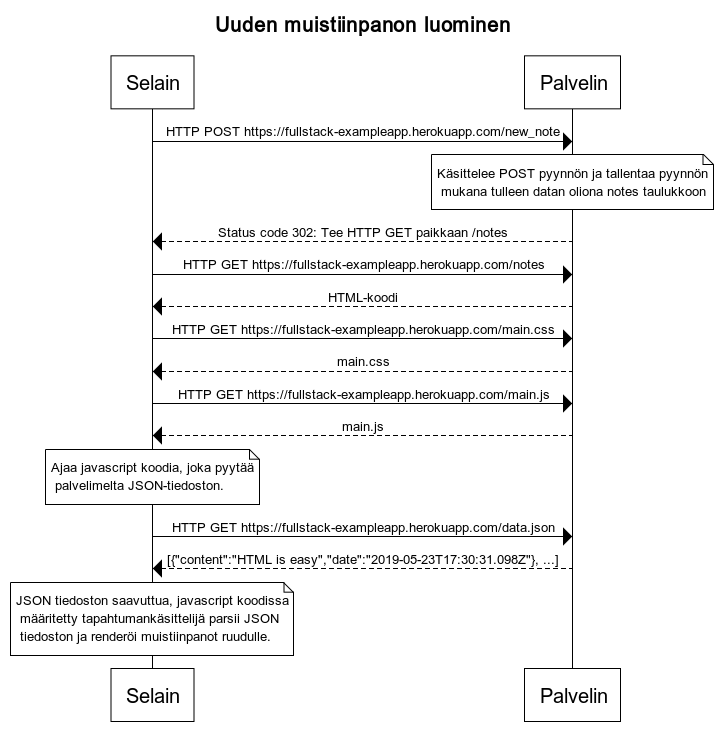 Uuden muistiinpanon luominen
Selain
Palvelin
HTTP POST https://fullstack-exampleapp.herokuapp.com/new_note
Käsittelee POST pyynnön ja tallentaa pyynnön
mukana tulleen datan oliona notes taulukkoon
Status code 302: Tee HTTP GET paikkaan /notes
HTTP GET https://fullstack-exampleapp.herokuapp.com/notes
HTML-koodi
HTTP GET https://fullstack-exampleapp.herokuapp.com/main.css
main.css
HTTP GET https://fullstack-exampleapp.herokuapp.com/main.js
main.js
Ajaa javascript koodia, joka pyytää
palvelimelta JSON-tiedoston.
HTTP GET https://fullstack-exampleapp.herokuapp.com/data.json
[{"content":"HTML is easy","date":"2019-05-23T17:30:31.098Z"}, ...]
JSON tiedoston saavuttua, javascript koodissa
määritetty tapahtumankäsittelijä parsii JSON
tiedoston ja renderöi muistiinpanot ruudulle.
Selain
Palvelin